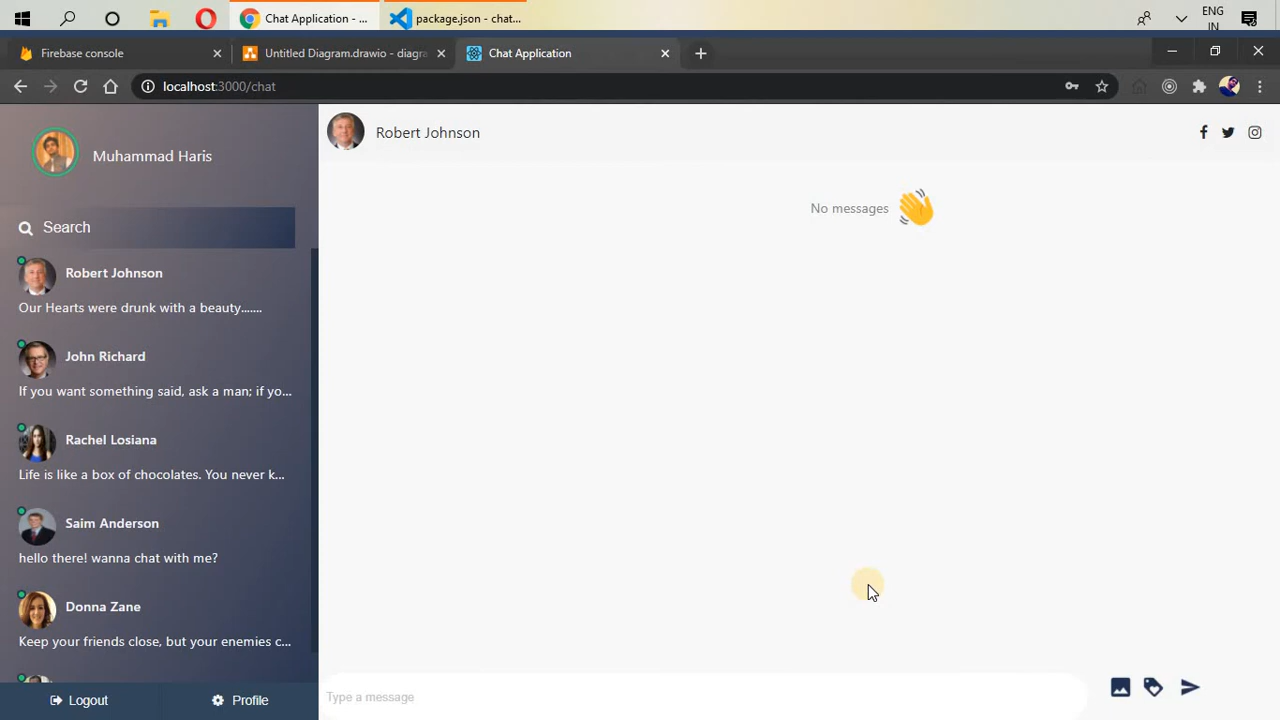 Chat Application - ...
package.json - chat...
ENG
IN
Firebase console
Untitled Diagram.drawio - diagra
Chat Application
localhost:3000/chat
Muhammad Haris
Search
Robert Johnson
Our Hearts were drunk with a beauty.......
John Richard
If you want something said, ask a man; if yo...
Rachel Losiana
Life is like a box of chocolates. You never k...
Saim Anderson
hello there! wanna chat with me?
Donna Zane
Keep your friends close, but your enemies c...
Logout
Profile
Robert Johnson
No messages
Type a message